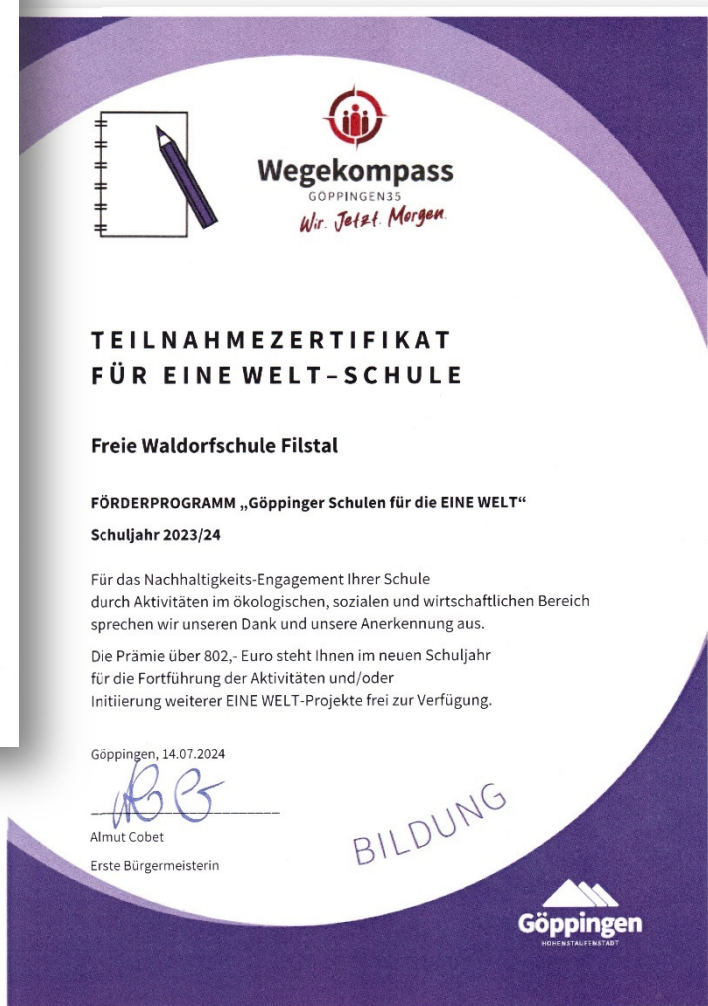 Wegekompass
GÖPPINGEN35
Wir. Jetzt. Morgen.
TEILNAHMEZERTIFIKAT
FÜR EINE WELT–SCHULE
Freie Waldorfschule Filstal
FÖRDERPROGRAMM „Göppinger Schulen für die EINE WELT“
Schuljahr 2023/24
Für das Nachhaltigkeits-Engagement Ihrer Schule
durch Aktivitäten im ökologischen, sozialen und wirtschaftlichen Bereich
sprechen wir unseren Dank und unsere Anerkennung aus.
Die Prämie über 802,- Euro steht Ihnen im neuen Schuljahr
für die Fortführung der Aktivitäten und/oder
Initiierung weiterer EINE WELT-Projekte frei zur Verfügung.
Göppingen, 14.07.2024
Almut Cobet
Erste Bürgermeisterin
BILDUNG
Göppingen
HOHENSTAUFENSTADT